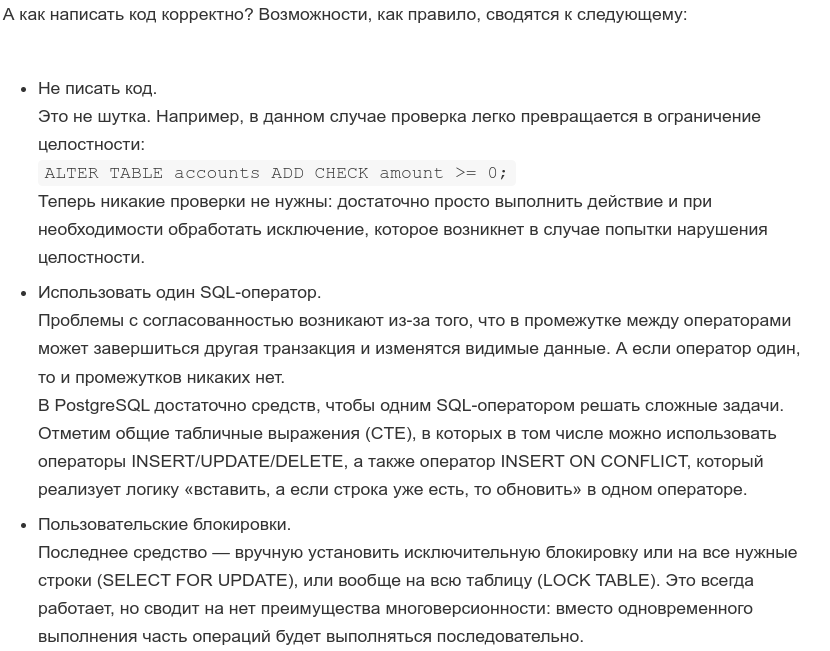 А как написать код корректно? Возможности, как правило, сводятся к следующему:
• Не писать код.
Это не шутка. Например, в данном случае проверка легко превращается в ограничение
целостности:
ALTER TABLE accounts ADD CHECK amount >= 0;
Теперь никакие проверки не нужны: достаточно просто выполнить действие и при
необходимости обработать исключение, которое возникнет в случае попытки нарушения
целостности.
• Использовать один SQL-оператор.
Проблемы с согласованностью возникают из-за того, что в промежутке между операторами
может завершиться другая транзакция и изменятся видимые данные. А если оператор один,
то и промежутков никаких нет.
В PostgreSQL достаточно средств, чтобы одним SQL-оператором решать сложные задачи.
Отметим общие табличные выражения (CTE), в которых в том числе можно использовать
операторы INSERT/UPDATE/DELETE, а также оператор INSERT ON CONFLICT, который
реализует логику «вставить, а если строка уже есть, то обновить» в одном операторе.
• Пользовательские блокировки.
Последнее средство — вручную установить исключительную блокировку или на все нужные
строки (SELECT FOR UPDATE), или вообще на всю таблицу (LOCK TABLE). Это всегда
работает, но сводит на нет преимущества многоверсионности: вместо одновременного
выполнения часть операций будет выполняться последовательно.